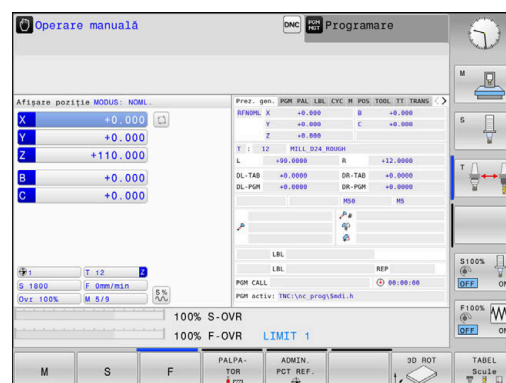 Operare manuală
DNC
PGM MGT
Programare
Afișare poziție MODUS: NOML.
X +0.000
Y +0.000
Z +110.000
B +0.000
C +0.000
1 T 12 Z
S 1800 F 0mm/min
Ovr 100% M 5/9
S %
Prez. gen. PGM PAL LBL CYC M POS TOOL TT TRANS
RFNOML X +0.000 B +0.000
Y +0.000 C +0.000
Z +0.000
T : 12 MILL_D24_ROUGH
L +90.0000 R +12.0000
DL-TAB +0.0000 DR-TAB +0.0000
DL-PGM +0.0000 DR-PGM +0.0000
M50 M5
LBL
LBL REP
PGM CALL 00:00:00
PGM activ: TNC:\nc_prog\$mdi.h
100% S-OVR
100% F-OVR LIMIT 1
M
S
T
S100%
OFF ON
F100%
OFF ON
M
S
F
PALPA-
TOR
ADMIN.
PCT REF.
3D ROT
TABEL
Scule